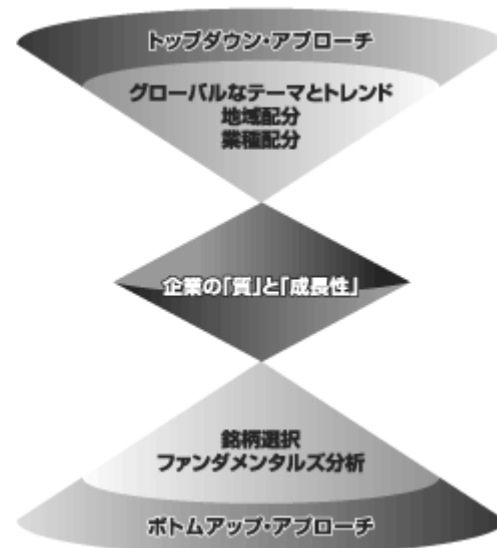 トップダウン・アプローチ
グローバルなテーマとトレンド
地域配分
業種配分
企業の「質」と「成長性」
銘柄選択
ファンダメンタルズ分析
ボトムアップ・アプローチ